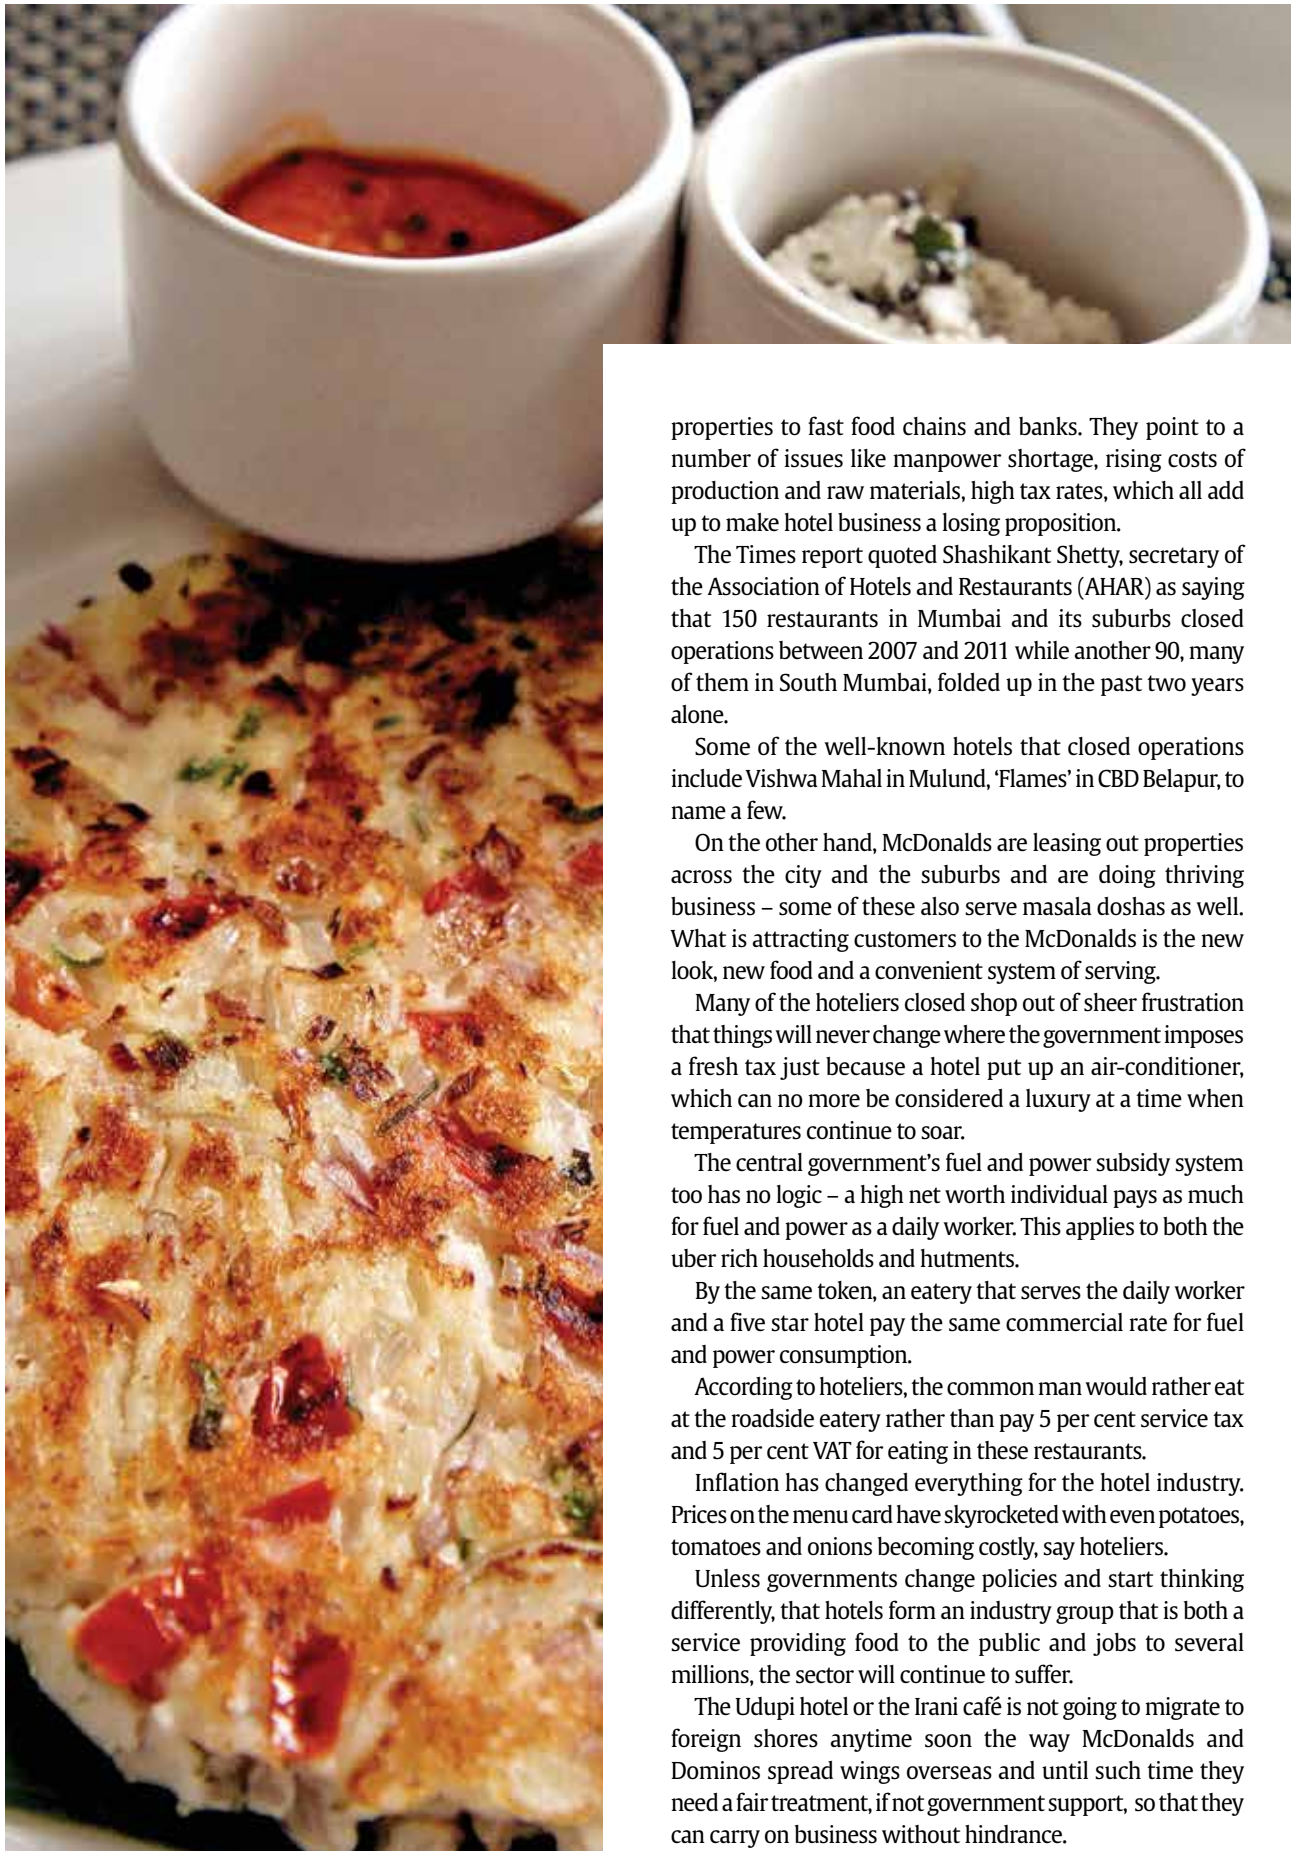 properties to fast food chains and banks. They point to a
number of issues like manpower shortage, rising costs of
production and raw materials, high tax rates, which all add
up to make hotel business a losing proposition.
The Times report quoted Shashikant Shetty, secretary of
the Association of Hotels and Restaurants (AHAR) as saying
that 150 restaurants in Mumbai and its suburbs closed
operations between 2007 and 2011 while another 90, many
of them in South Mumbai, folded up in the past two years
alone.
Some of the well-known hotels that closed operations
include Vishwa Mahal in Mulund, ‘Flames’ in CBD Belapur, to
name a few.
On the other hand, McDonalds are leasing out properties
across the city and the suburbs and are doing thriving
business – some of these also serve masala doshas as well.
What is attracting customers to the McDonalds is the new
look, new food and a convenient system of serving.
Many of the hoteliers closed shop out of sheer frustration
that things will never change where the government imposes
a fresh tax just because a hotel put up an air-conditioner,
which can no more be considered a luxury at a time when
temperatures continue to soar.
The central government’s fuel and power subsidy system
too has no logic – a high net worth individual pays as much
for fuel and power as a daily worker. This applies to both the
uber rich households and hutments.
By the same token, an eatery that serves the daily worker
and a five star hotel pay the same commercial rate for fuel
and power consumption.
According to hoteliers, the common man would rather eat
at the roadside eatery rather than pay 5 per cent service tax
and 5 per cent VAT for eating in these restaurants.
Inflation has changed everything for the hotel industry.
Prices on the menu card have skyrocketed with even potatoes,
tomatoes and onions becoming costly, say hoteliers.
Unless governments change policies and start thinking
differently, that hotels form an industry group that is both a
service providing food to the public and jobs to several
millions, the sector will continue to suffer.
The Udupi hotel or the Irani café is not going to migrate to
foreign shores anytime soon the way McDonalds and
Dominos spread wings overseas and until such time they
need a fair treatment, if not government support, so that they
can carry on business without hindrance.